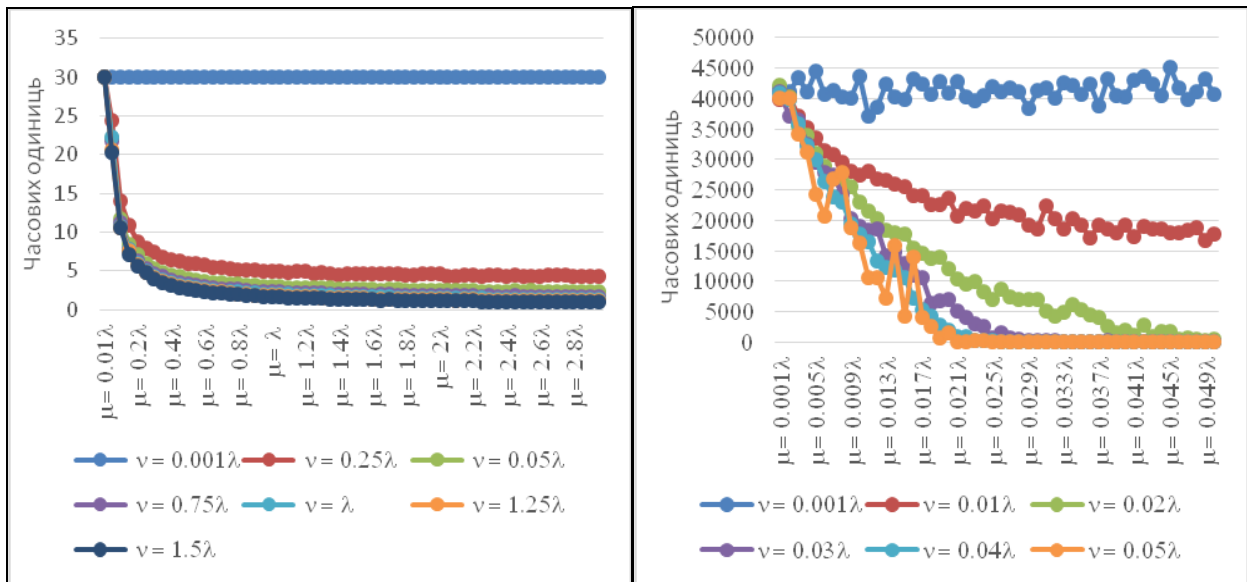 35
30
25
20
15
10
5
0
Часових одиниць
μ= 0.01λ
μ= 0.2λ
μ= 0.4λ
μ= 0.6λ
μ= 0.8λ
μ= λ
μ= 1.2λ
μ= 1.4λ
μ= 1.6λ
μ= 1.8λ
μ= 2λ
μ= 2.2λ
μ= 2.4λ
μ= 2.6λ
μ= 2.8λ
ν = 0.001λ ν = 0.25λ ν = 0.05λ
ν = 0.75λ ν = λ ν = 1.25λ
ν = 1.5λ
50000
45000
40000
35000
30000
25000
20000
15000
10000
5000
0
Часових одиниць
μ= 0.001λ
μ= 0.005λ
μ= 0.009λ
μ= 0.013λ
μ= 0.017λ
μ= 0.021λ
μ= 0.025λ
μ= 0.029λ
μ= 0.033λ
μ= 0.037λ
μ= 0.041λ
μ= 0.045λ
μ= 0.049λ
ν = 0.001λ ν = 0.01λ ν = 0.02λ
ν = 0.03λ ν = 0.04λ ν = 0.05λ